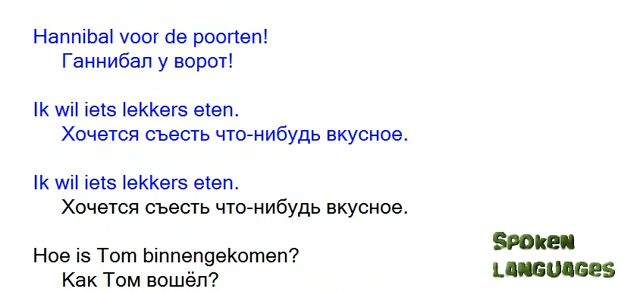 Hannibal voor de poorten!
Ганнибал у ворот!
Ik wil iets lekkers eten.
Хочется съесть что-нибудь вкусное.
Ik wil iets lekkers eten.
Хочется съесть что-нибудь вкусное.
Hoe is Tom binnengekomen?
Как Том вошёл?
Spoken
Languages